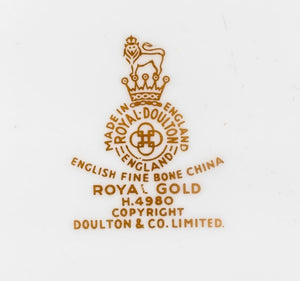 MADE IN ENGLAND
ROYAL·DOULTON
ENGLAND
ENGLISH FINE BONE CHINA
ROYAL GOLD
H.4980
COPYRIGHT
DOULTON & CO. LIMITED.